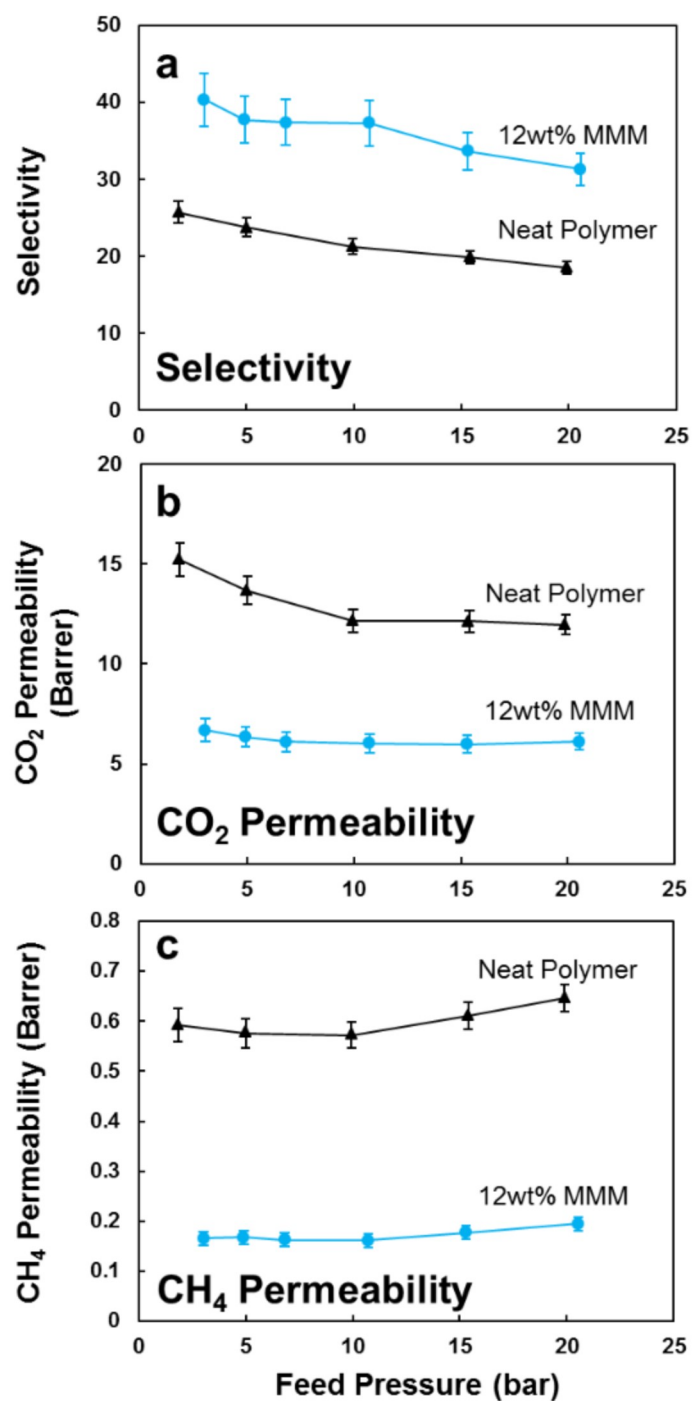 a
50
40
30
20
10
0
Selectivity
12wt% MMM
Neat Polymer
Selectivity
0 5 10 15 20 25
b
20
15
10
5
0
CO₂ Permeability
(Barrer)
Neat Polymer
12wt% MMM
CO₂ Permeability
0 5 10 15 20 25
c
0.8
0.7
0.6
0.5
0.4
0.3
0.2
0.1
0
CH₄ Permeability (Barrer)
Neat Polymer
12wt% MMM
CH₄ Permeability
0 5 10 15 20 25
Feed Pressure (bar)